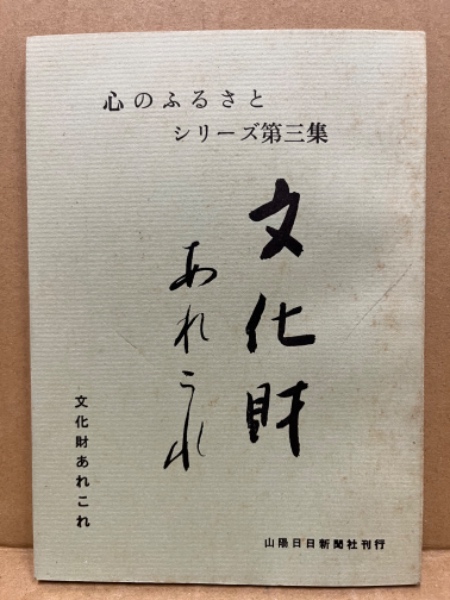 心のふるさと
シリーズ第三集
文化財
あれこれ
文化財あれこれ
山陽日日新聞社刊行